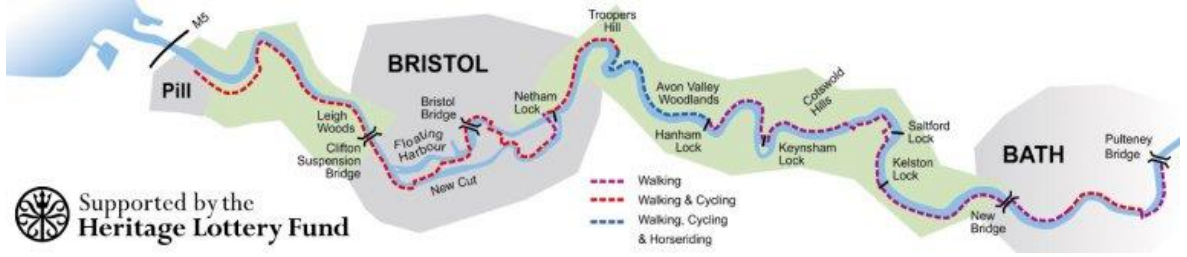 M5
Pill
Leigh
Woods
Clifton
Suspension
Bridge
BRISTOL
Bristol
Bridge
Floating
Harbour
New Cut
Netham
Lock
Troopers
Hill
Avon Valley
Woodlands
Hanham
Lock
Keynsham
Lock
Cotswold
Hills
Saltford
Lock
Kelston
Lock
BATH
New
Bridge
Pulteney
Bridge
Walking
Walking & Cycling
Walking, Cycling
& Horseriding
Supported by the
Heritage Lottery Fund